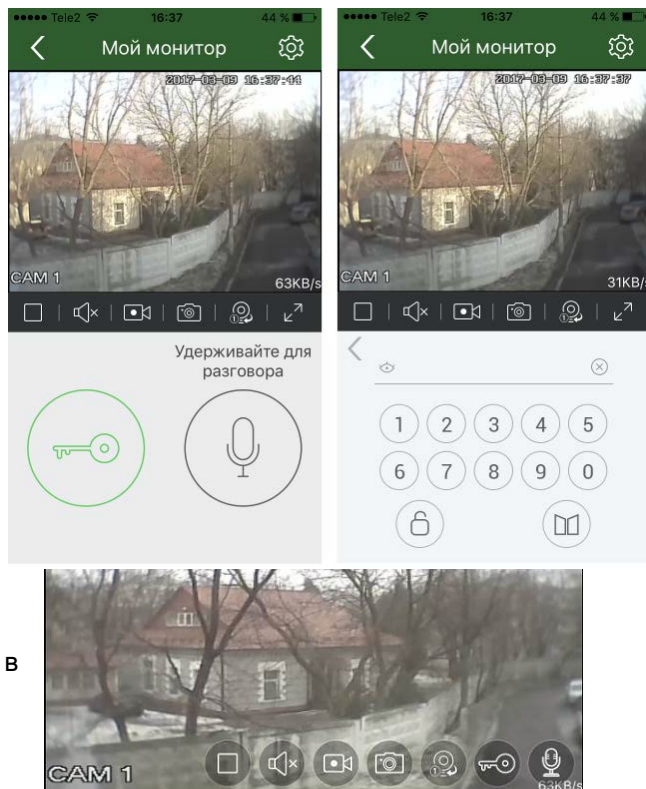 Tele2 16:37 44 %
Мой монитор
2017-03-09 16:37:44
CAM 1
63KB/s
Удерживайте для
разговора
Tele2 16:37 44 %
Мой монитор
2017-03-09 16:37:37
CAM 1
31KB/s
1 2 3 4 5
6 7 8 9 0
в
CAM 1
63KB/s